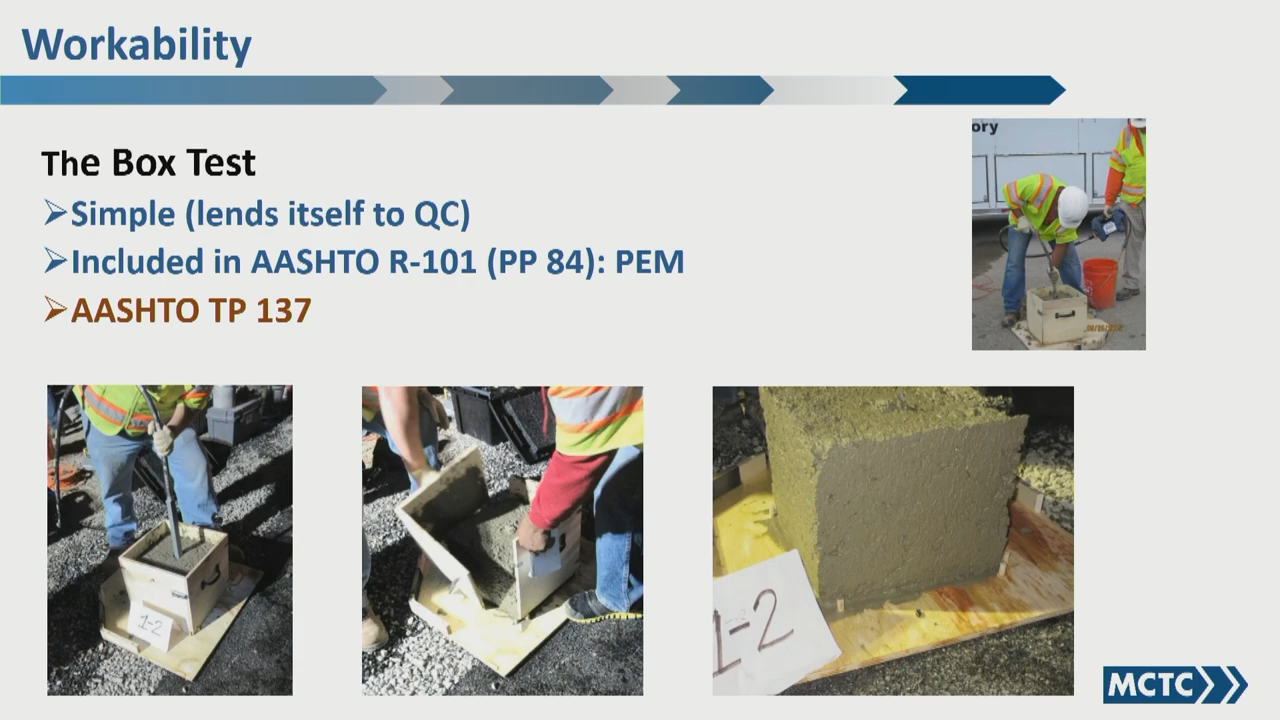 Workability
The Box Test
Simple (lends itself to QC)
Included in AASHTO R-101 (PP 84): PEM
AASHTO TP 137
ory
1-2
1-2
MCTC